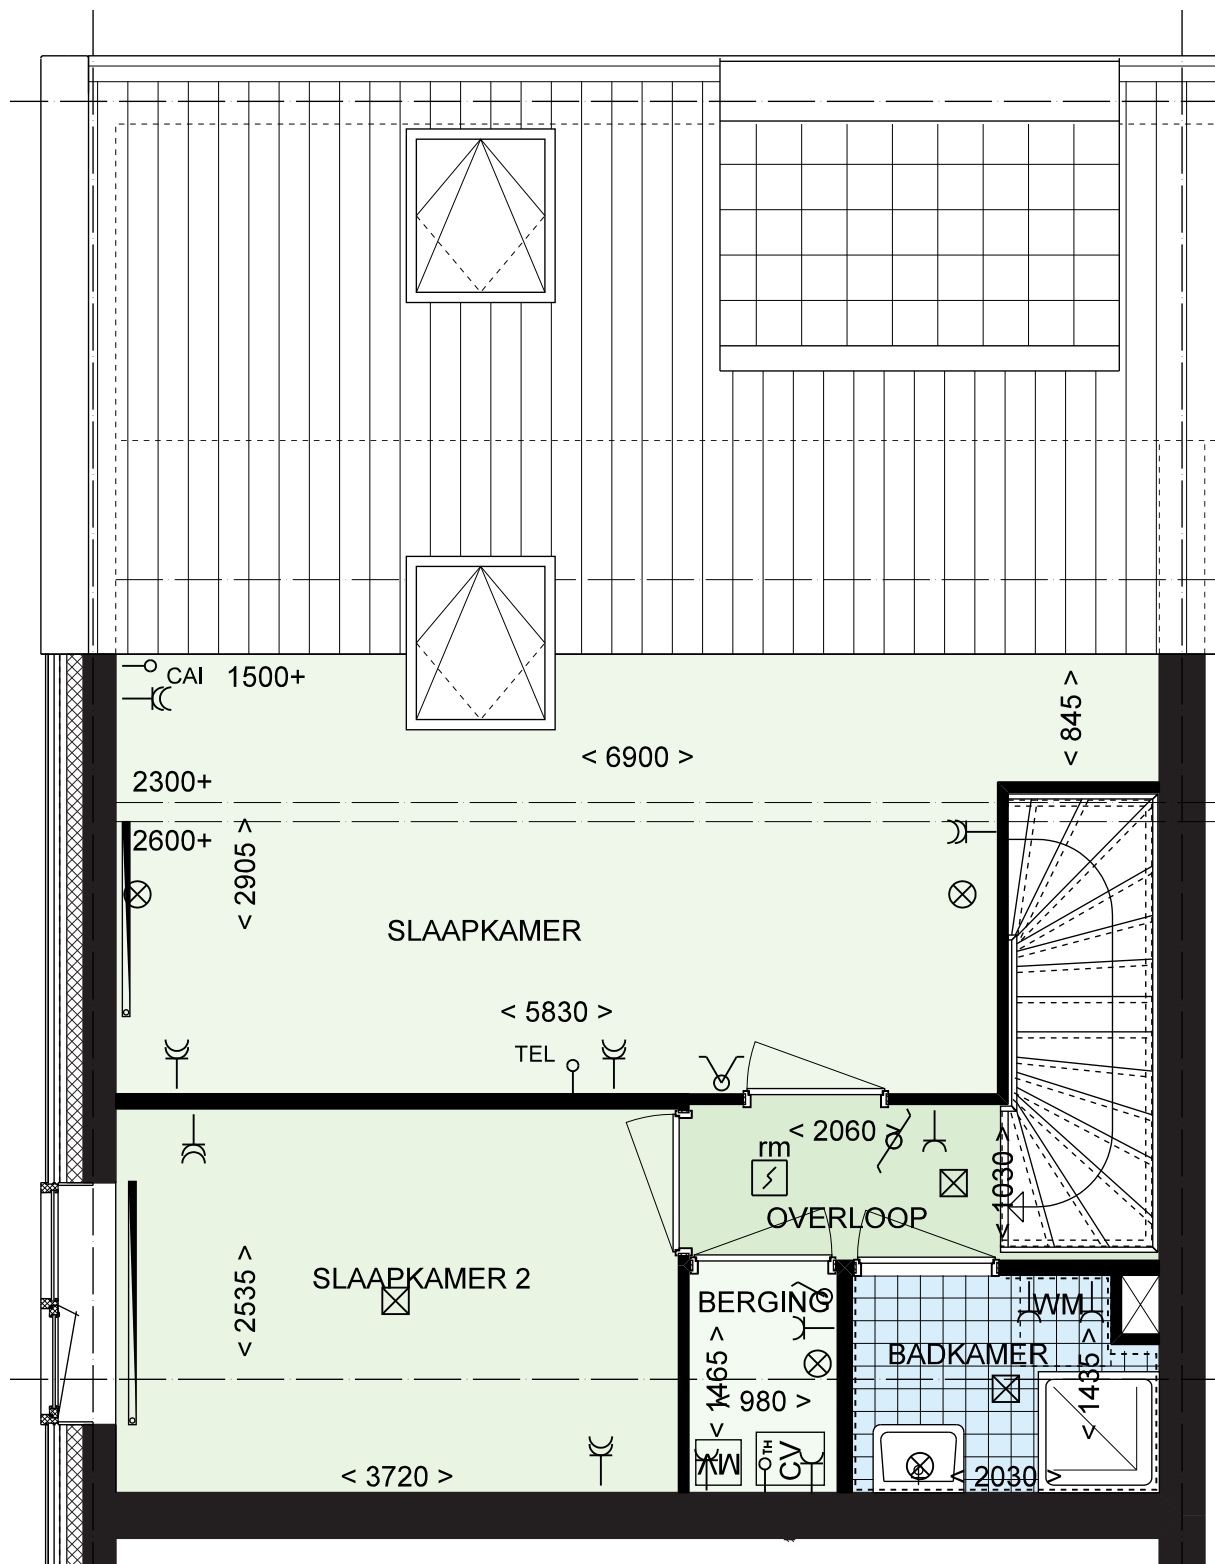 CAI 1500+
< 845 >
< 6900 >
2300+
2600+
< 2905 >
SLAAPKAMER
< 5830 >
TEL
< 2060 >
rm
< 1030 >
OVERLOOP
SLAAPKAMER 2
< 2535 >
BERGING
WM
BADKAMER
< 1465 >
< 1435 >
< 980 >
MV
TH
CV
< 3720 >
< 2030 >